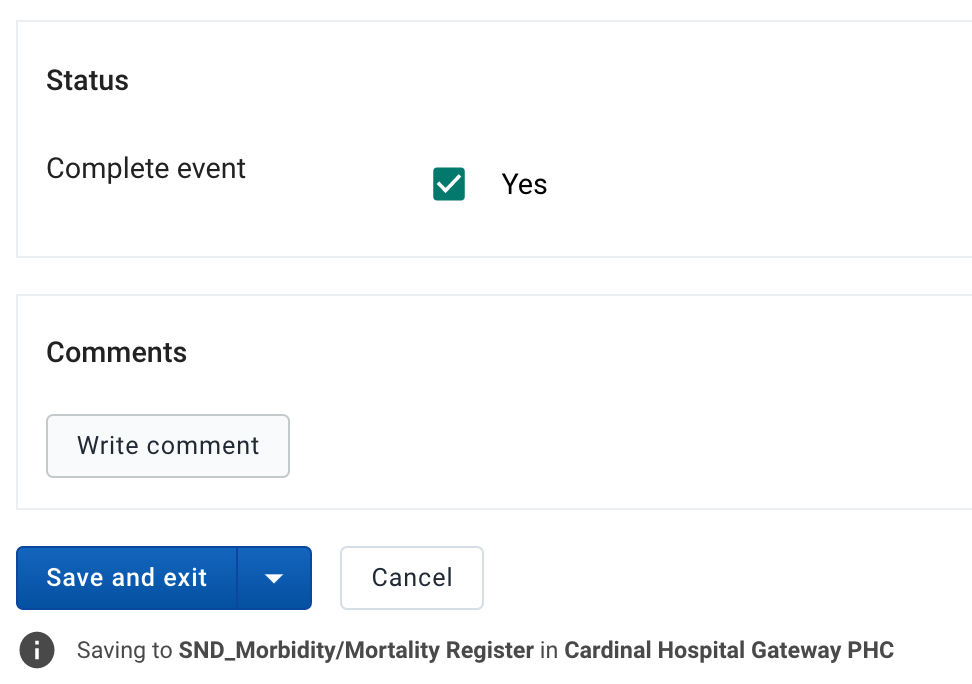 Status
Complete event
Yes
Comments
Write comment
Save and exit
Cancel
Saving to SND_Morbidity/Mortality Register in Cardinal Hospital Gateway PHC